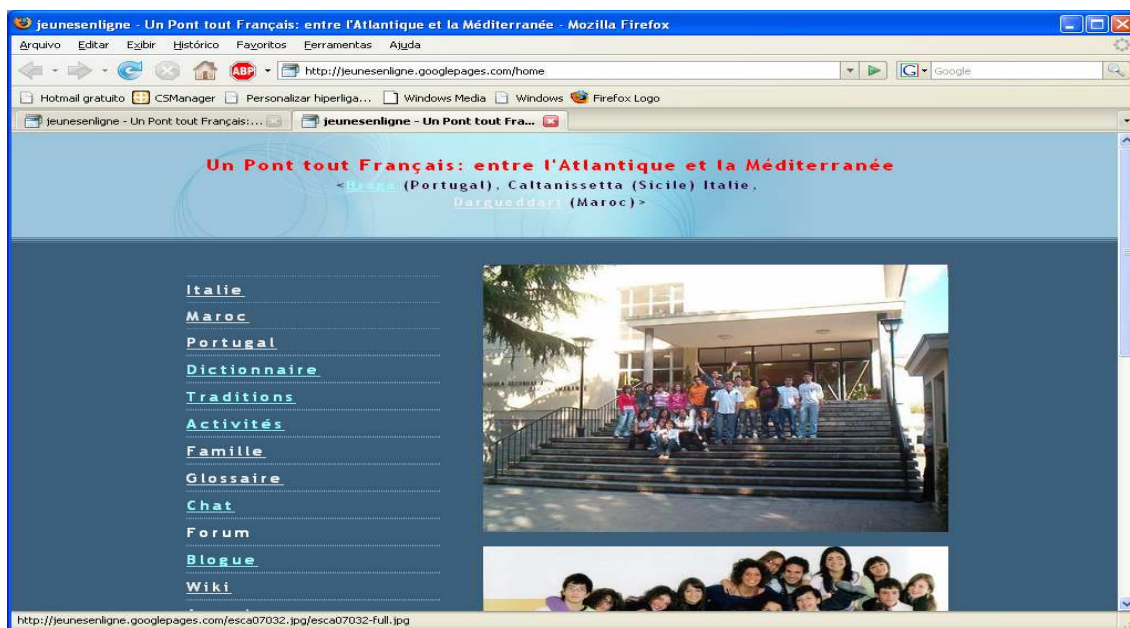 jeunesenligne - Un Pont tout Français: entre l'Atlantique et la Méditerranée - Mozilla Firefox
Arquivo Editar Exibir Histórico Favoritos Ferramentas Ajuda
ABP http://jeunesenligne.googlepages.com/home G Google
Hotmail gratuito CSManager Personalizar hiperliga... Windows Media Windows Firefox Logo
jeunesenligne - Un Pont tout Français:... jeunesenligne - Un Pont tout Fra...
Un Pont tout Français: entre l'Atlantique et la Méditerranée
<Braga (Portugal), Caltanissetta (Sicile) Italie,
Dargueddari (Maroc)>
Italie
Maroc
Portugal
Dictionnaire
Traditions
Activités
Famille
Glossaire
Chat
Forum
Blogue
Wiki
http://jeunesenligne.googlepages.com/esca07032.jpg/esca07032-full.jpg